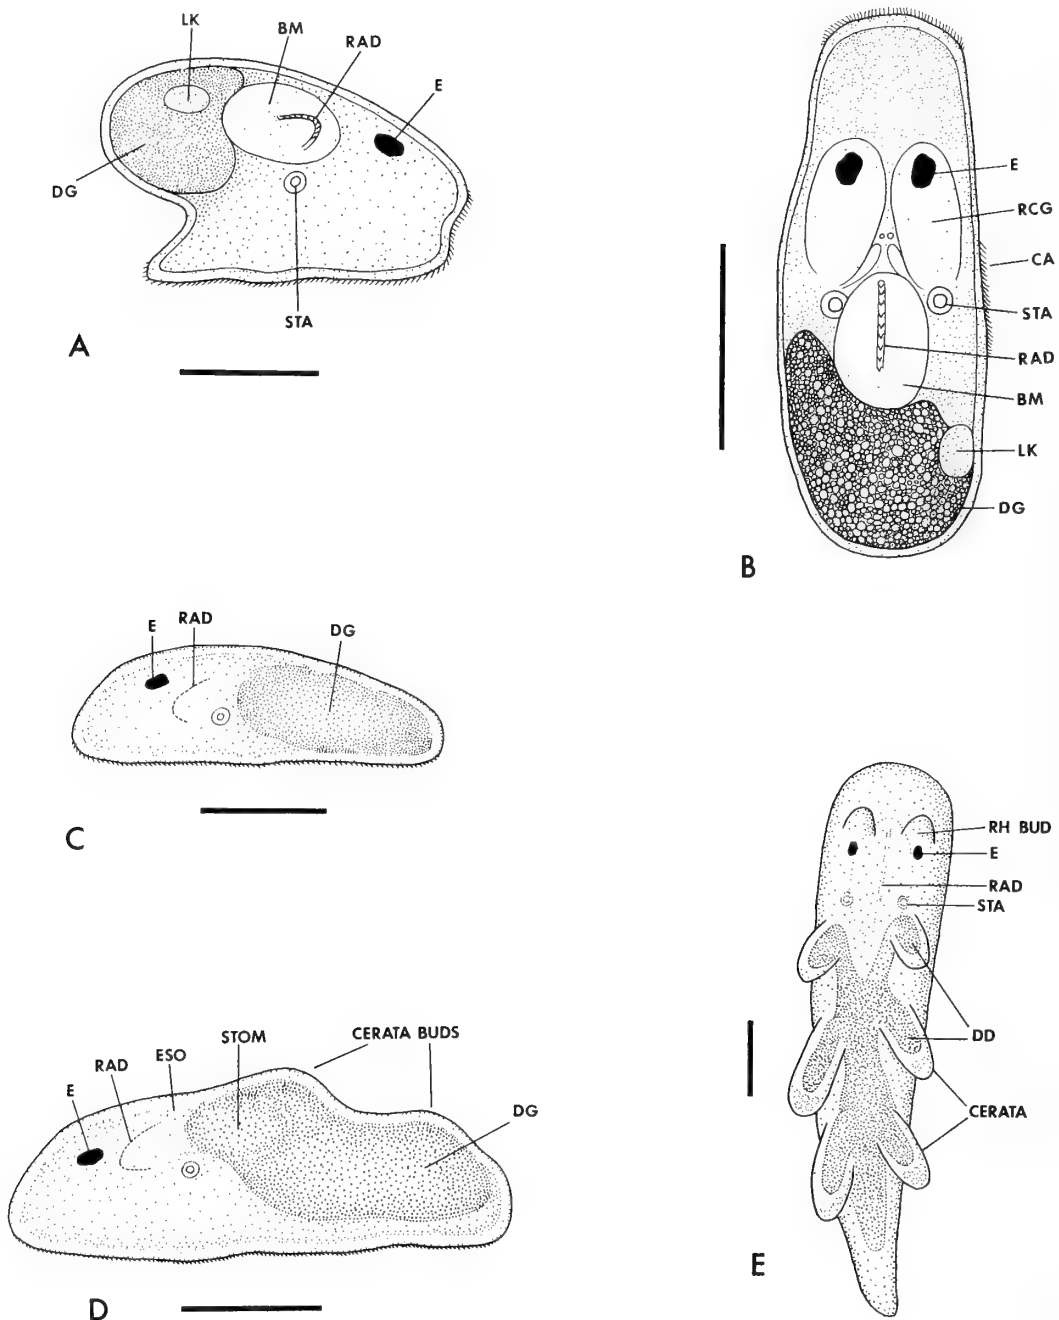 LK
BM
RAD
E
DG
STA
A
E
RCG
CA
STA
RAD
BM
LK
DG
B
E
RAD
DG
C
RH BUD
E
RAD
STA
DD
CERATA
E
CERATA BUDS
STOM
ESO
RAD
E
DG
D